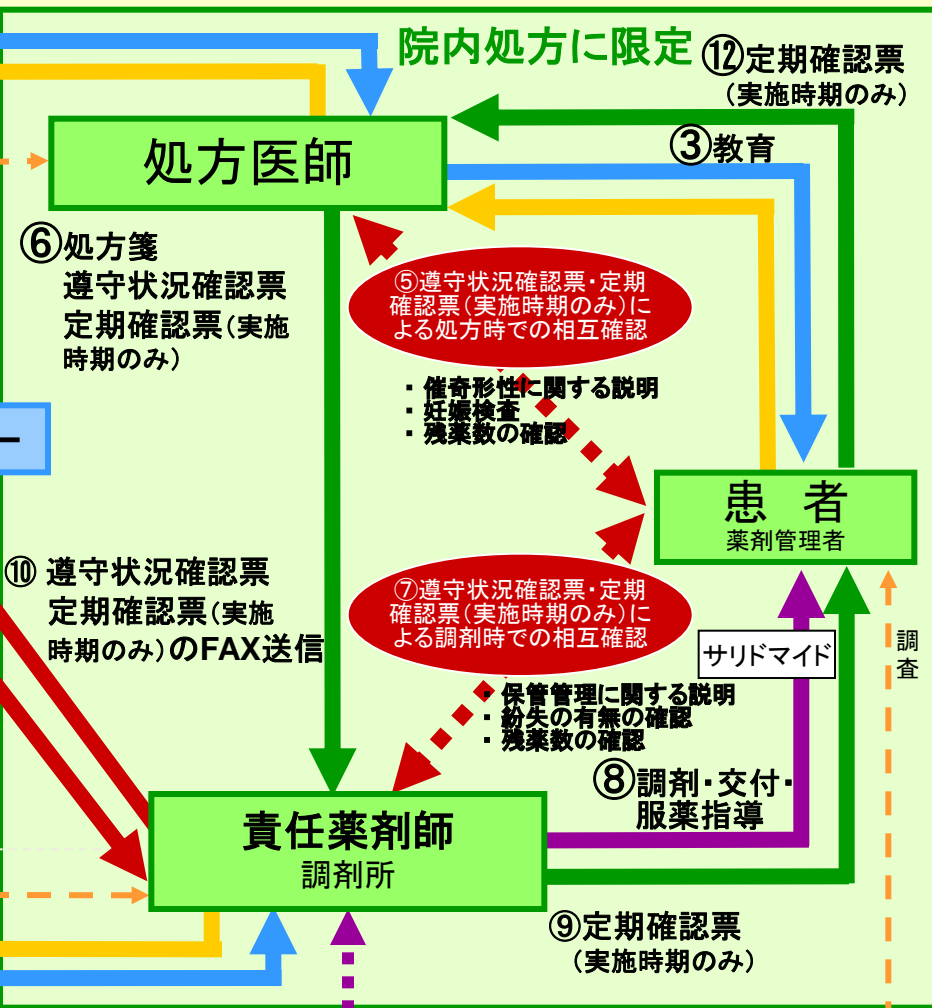 院内処方に限定
⑫定期確認票
（実施時期のみ）
処方医師
③教育
⑥処方箋
遵守状況確認票
定期確認票（実施
時期のみ）
⑤遵守状況確認票・定期
確認票（実施時期のみ）に
よる処方時での相互確認
・ 催奇形性に関する説明
・ 妊娠検査
・ 残薬数の確認
ー
患 者
薬剤管理者
⑩ 遵守状況確認票
定期確認票（実施
時期のみ）のFAX送信
⑦遵守状況確認票・定期
確認票（実施時期のみ）に
よる調剤時での相互確認
サリドマイド
調
査
・ 保管管理に関する説明
・ 紛失の有無の確認
・ 残薬数の確認
⑧調剤・交付・
服薬指導
責任薬剤師
調剤所
⑨定期確認票
（実施時期のみ）